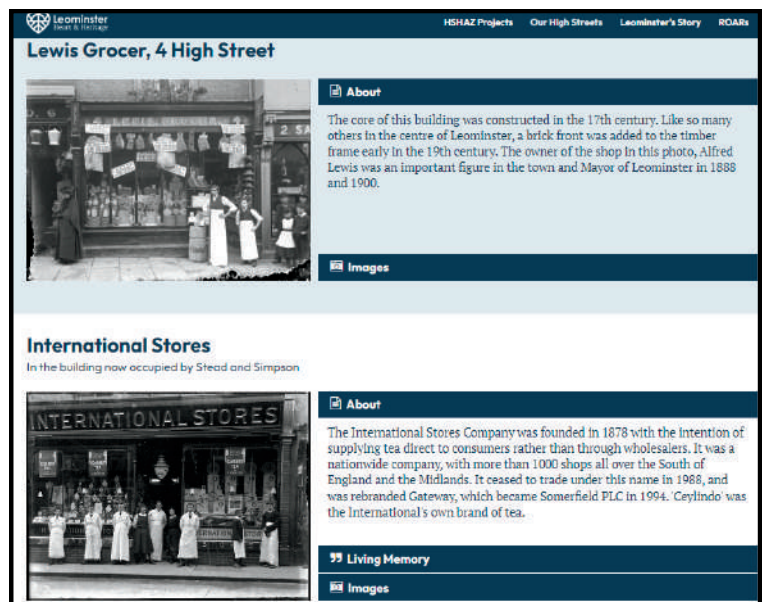 Leominster
Heart & Heritage
HSHAZ Projects Our High Streets Leominster's Story ROARs
Lewis Grocer, 4 High Street
About
The core of this building was constructed in the 17th century. Like so many
others in the centre of Leominster, a brick front was added to the timber
frame early in the 19th century. The owner of the shop in this photo, Alfred
Lewis was an important figure in the town and Mayor of Leominster in 1888
and 1900.
Images
International Stores
In the building now occupied by Stead and Simpson
INTERNATIONAL STORES
About
The International Stores Company was founded in 1878 with the intention of
supplying tea direct to consumers rather than through wholesalers. It was a
nationwide company, with more than 1000 shops all over the South of
England and the Midlands. It ceased to trade under this name in 1988, and
was rebranded Gateway, which became Somerfield PLC in 1994. 'Ceylindo' was
the International's own brand of tea.
Living Memory
Images